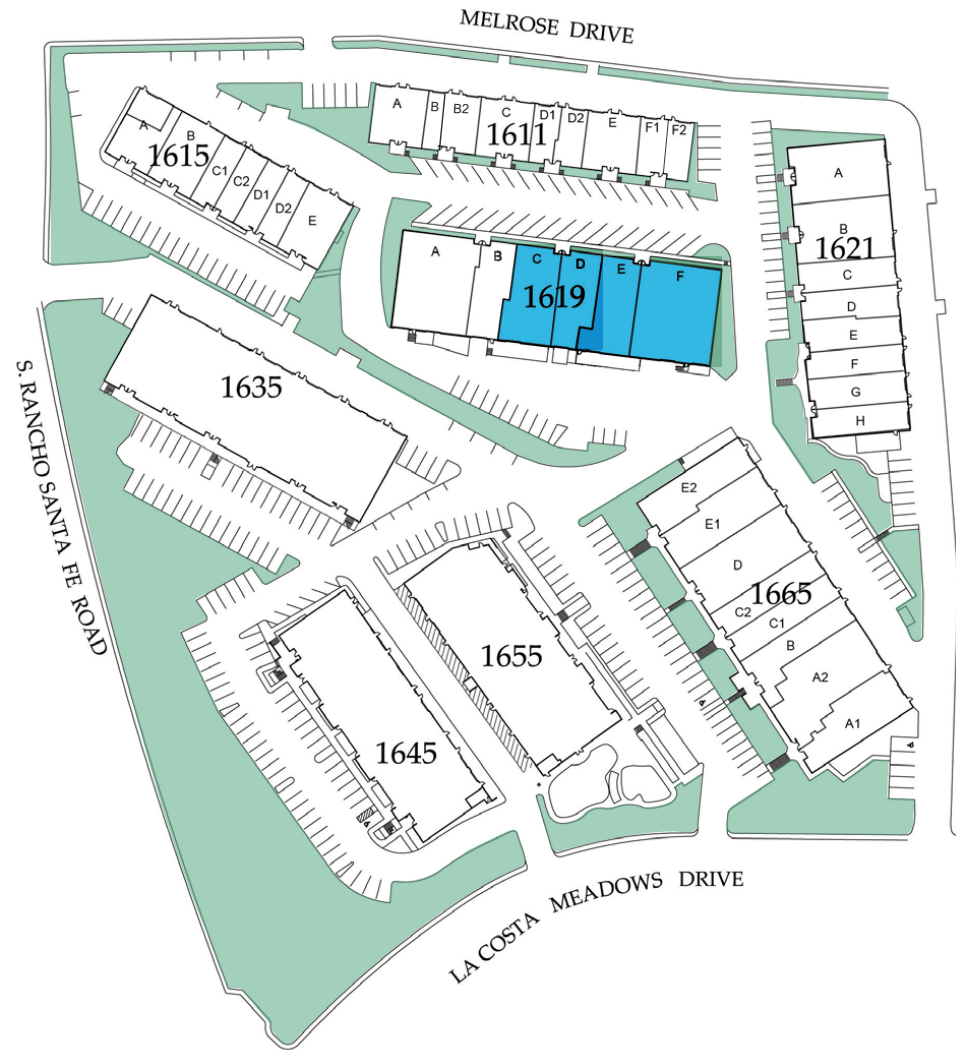 MELROSE DRIVE
A
B
B2
C
D1
D2
E
F1
F2
1611
A
B
C1
C2
D1
D2
E
1615
A
B
C
D
E
F
1619
A
B
C
D
E
F
G
H
1621
1635
S. RANCHO SANTA FE ROAD
E2
E1
D
C2
C1
B
A2
A1
1665
1655
1645
LA COSTA MEADOWS DRIVE